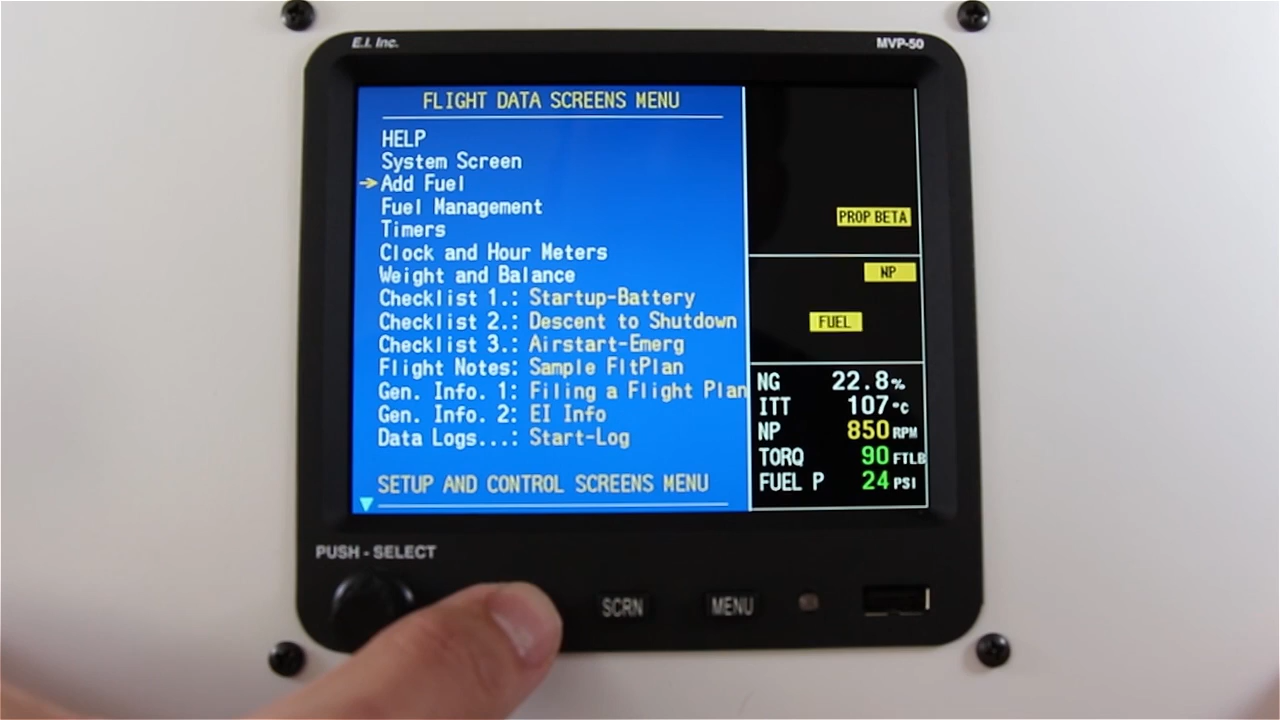 E.I. Inc.
MVP-50
FLIGHT DATA SCREENS MENU
HELP
System Screen
Add Fuel
Fuel Management
Timers
Clock and Hour Meters
Weight and Balance
Checklist 1.: Startup-Battery
Checklist 2.: Descent to Shutdown
Checklist 3.: Airstart-Emerg
Flight Notes: Sample FltPlan
Gen. Info. 1: Filing a Flight Plan
Gen. Info. 2: EI Info
Data Logs...: Start-Log
SETUP AND CONTROL SCREENS MENU
PROP BETA
NP
FUEL
NG 22.8%
ITT 107°C
NP 850 RPM
TORQ 90 FTLB
FUEL P 24 PSI
PUSH - SELECT
SCRN
MENU